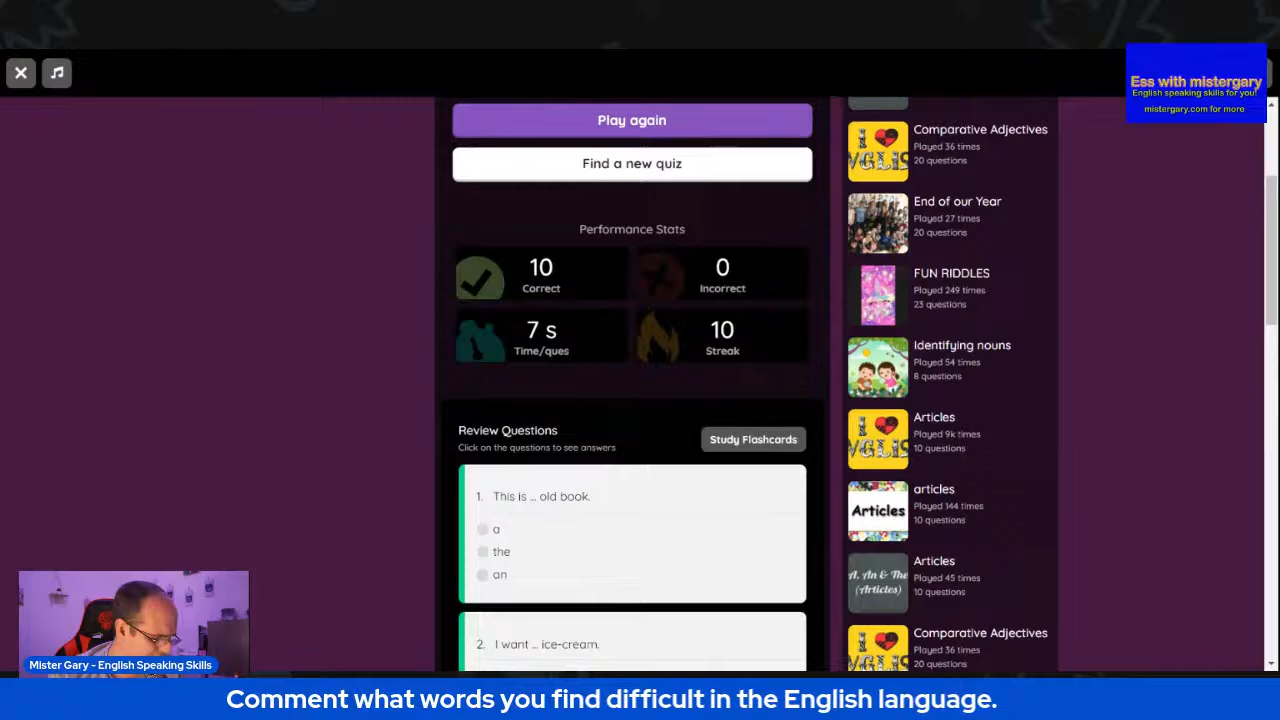 Ess with mistergary
English speaking skills for you!
mistergary.com for more
Play again
Find a new quiz
Performance Stats
10
Correct
0
Incorrect
7 s
Time/ques
10
Streak
Review Questions
Click on the questions to see answers
Study Flashcards
1. This is ... old book.
a
the
an
2. I want ... ice-cream.
Comparative Adjectives
Played 36 times
20 questions
End of our Year
Played 27 times
20 questions
FUN RIDDLES
Played 249 times
23 questions
Identifying nouns
Played 54 times
8 questions
Articles
Played 9k times
10 questions
Articles
articles
Played 144 times
10 questions
A, An & The
(Articles)
Articles
Played 45 times
10 questions
Comparative Adjectives
Played 36 times
20 questions
Mister Gary - English Speaking Skills
Comment what words you find difficult in the English language.